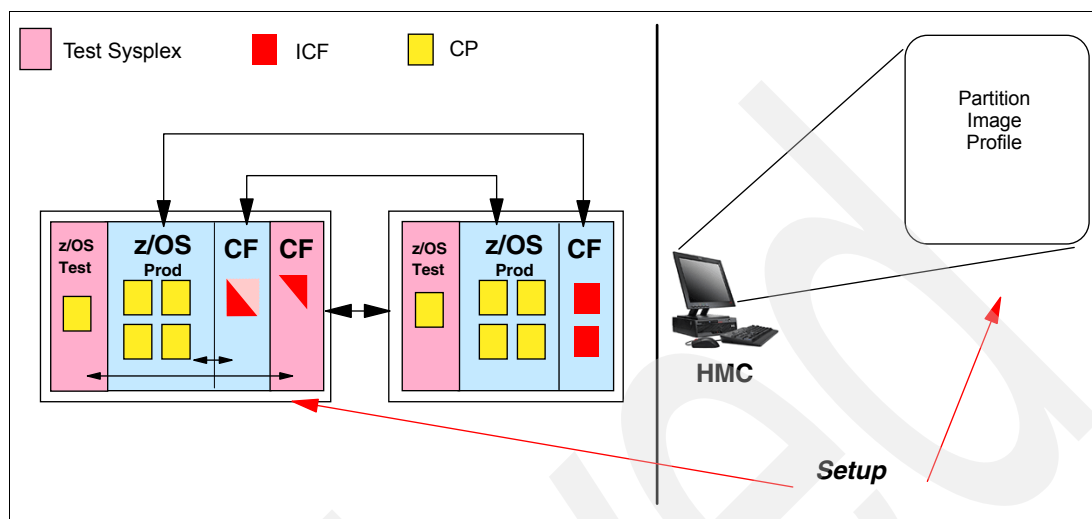 Test Sysplex
ICF
CP
Partition
Image
Profile
z/OS
Test
z/OS
Prod
CF
CF
z/OS
Test
z/OS
Prod
CF
HMC
Setup